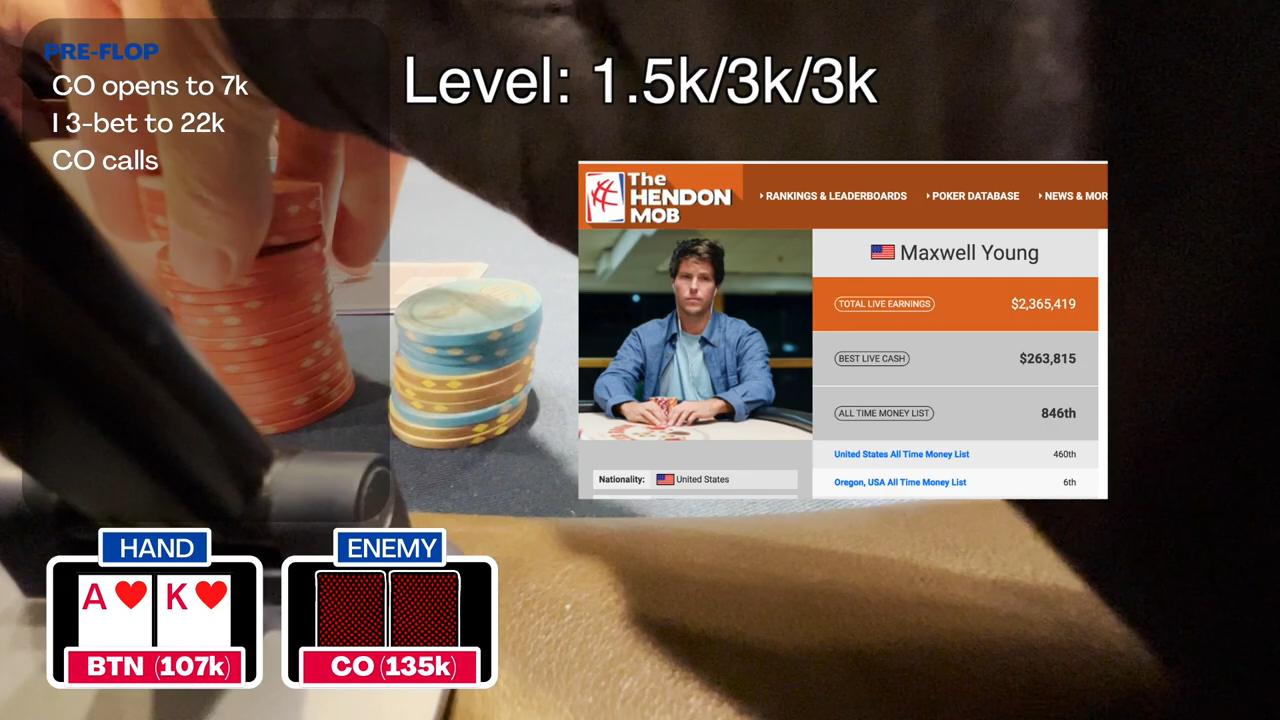 PRE-FLOP
CO opens to 7k
I 3-bet to 22k
CO calls
Level: 1.5k/3k/3k
The
HENDON
MOB
RANKINGS & LEADERBOARDS POKER DATABASE NEWS & MOR
Maxwell Young
TOTAL LIVE EARNINGS $2,365,419
BEST LIVE CASH $263,815
ALL TIME MONEY LIST 846th
United States All Time Money List 460th
Nationality: United States
Oregon, USA All Time Money List 6th
HAND
A K
BTN (107k)
ENEMY
CO (135k)